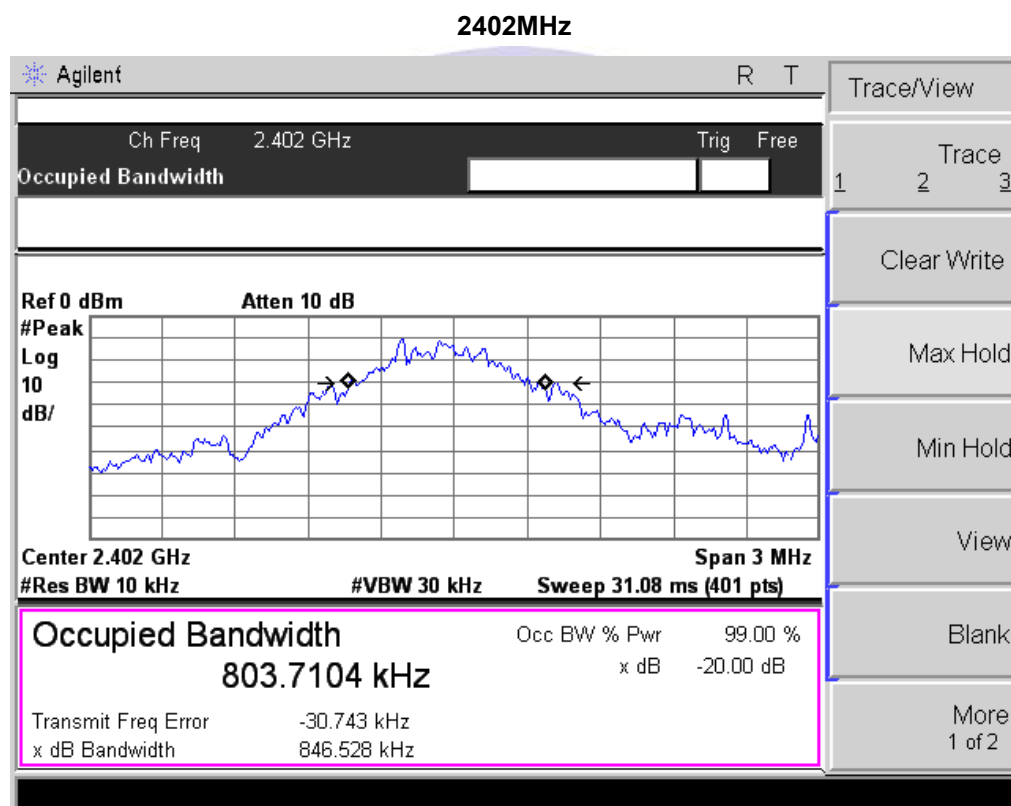 2402MHz
Agilent R T
Ch Freq 2.402 GHz Trig Free
Occupied Bandwidth
Ref 0 dBm Atten 10 dB
#Peak
Log
10
dB/
Center 2.402 GHz Span 3 MHz
#Res BW 10 kHz #VBW 30 kHz Sweep 31.08 ms (401 pts)
Occupied Bandwidth Occ BW % Pwr 99.00 %
803.7104 kHz x dB -20.00 dB
Transmit Freq Error -30.743 kHz
x dB Bandwidth 846.528 kHz
Trace/View
Trace
1 2 3
Clear Write
Max Hold
Min Hold
View
Blank
More
1 of 2